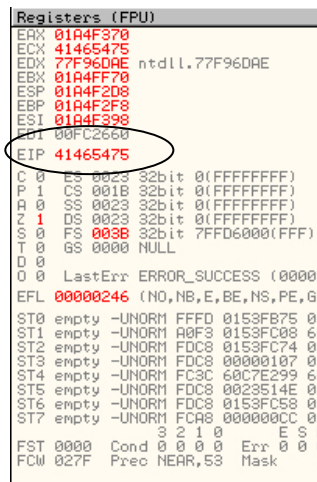 Registers (FPU)
EAX 01A4F370
ECX 41465475
EDX 77F96DAE ntdll.77F96DAE
EBX 01A4FF70
ESP 01A4F2D8
EBP 01A4F2F8
ESI 01A4F398
EDI 00FC2660
EIP 41465475
C 0 ES 0023 32bit 0(FFFFFFFF)
P 1 CS 001B 32bit 0(FFFFFFFF)
A 0 SS 0023 32bit 0(FFFFFFFF)
Z 1 DS 0023 32bit 0(FFFFFFFF)
S 0 FS 003B 32bit 7FFD6000(FFF)
T 0 GS 0000 NULL
D 0
O 0 LastErr ERROR_SUCCESS (0000
EFL 00000246 (NO,NB,E,BE,NS,PE,G
ST0 empty -UNORM FFFD 0153FB75 0
ST1 empty -UNORM A0F3 0153FC08 6
ST2 empty -UNORM FDC8 0153FC74 0
ST3 empty -UNORM FDC8 00000107 0
ST4 empty -UNORM FC3C 60C7E299 6
ST5 empty -UNORM FDC8 0023514E 0
ST6 empty -UNORM FDC8 0153FC58 0
ST7 empty -UNORM FCA8 000000CC 0
3 2 1 0 E S
FST 0000 Cond 0 0 0 0 Err 0 0
FCW 027F Prec NEAR,53 Mask